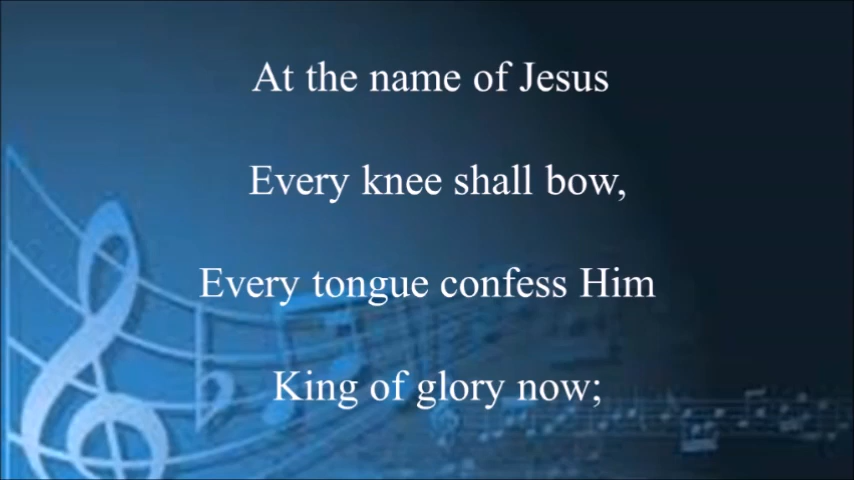 At the name of Jesus
Every knee shall bow,
Every tongue confess Him
King of glory now;